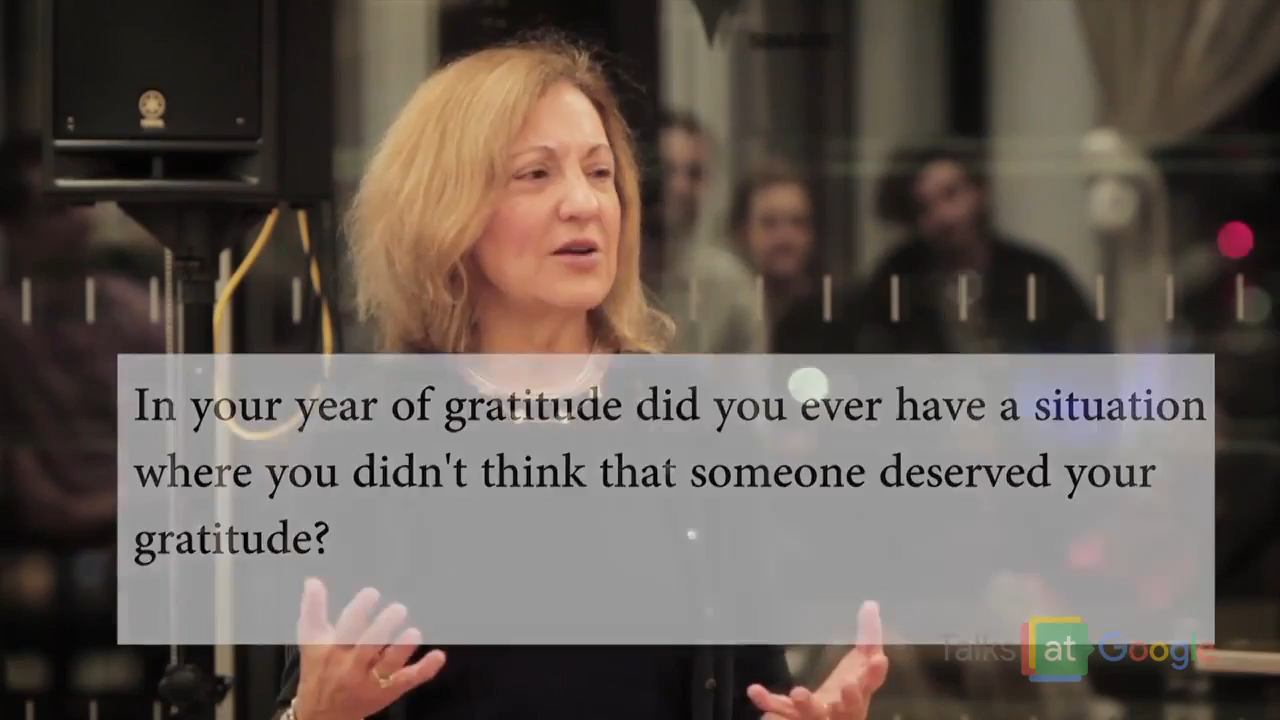 In your year of gratitude did you ever have a situation
where you didn't think that someone deserved your
gratitude?
Talks at Google